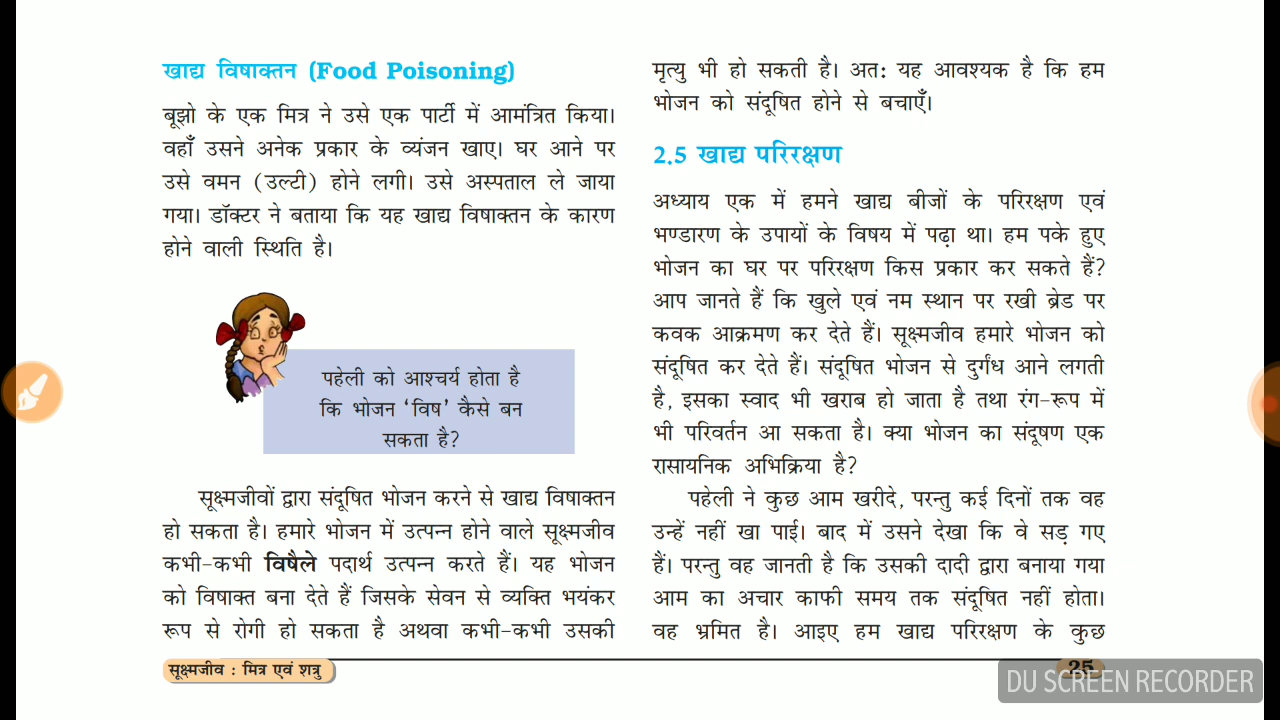 खाद्य विषाक्तन (Food Poisoning)
बूझो के एक मित्र ने उसे एक पार्टी में आमंत्रित किया।
वहाँ उसने अनेक प्रकार के व्यंजन खाए। घर आने पर
उसे वमन (उल्टी) होने लगी। उसे अस्पताल ले जाया
गया। डॉक्टर ने बताया कि यह खाद्य विषाक्तन के कारण
होने वाली स्थिति है।
पहेली को आश्चर्य होता है
कि भोजन ‘विष’ कैसे बन
सकता है?
सूक्ष्मजीवों द्वारा संदूषित भोजन करने से खाद्य विषाक्तन
हो सकता है। हमारे भोजन में उत्पन्न होने वाले सूक्ष्मजीव
कभी-कभी विषैले पदार्थ उत्पन्न करते हैं। यह भोजन
को विषाक्त बना देते हैं जिसके सेवन से व्यक्ति भयंकर
रूप से रोगी हो सकता है अथवा कभी-कभी उसकी
मृत्यु भी हो सकती है। अत: यह आवश्यक है कि हम
भोजन को संदूषित होने से बचाएँ।
2.5 खाद्य परिरक्षण
अध्याय एक में हमने खाद्य बीजों के परिरक्षण एवं
भण्डारण के उपायों के विषय में पढ़ा था। हम पके हुए
भोजन का घर पर परिरक्षण किस प्रकार कर सकते हैं?
आप जानते हैं कि खुले एवं नम स्थान पर रखी ब्रेड पर
कवक आक्रमण कर देते हैं। सूक्ष्मजीव हमारे भोजन को
संदूषित कर देते हैं। संदूषित भोजन से दुर्गंध आने लगती
है, इसका स्वाद भी खराब हो जाता है तथा रंग-रूप में
भी परिवर्तन आ सकता है। क्या भोजन का संदूषण एक
रासायनिक अभिक्रिया है?
पहेली ने कुछ आम खरीदे, परन्तु कई दिनों तक वह
उन्हें नहीं खा पाई। बाद में उसने देखा कि वे सड़ गए
हैं। परन्तु वह जानती है कि उसकी दादी द्वारा बनाया गया
आम का अचार काफी समय तक संदूषित नहीं होता।
वह भ्रमित है। आइए हम खाद्य परिरक्षण के कुछ
सूक्ष्मजीव : मित्र एवं शत्रु
25
DU SCREEN RECORDER